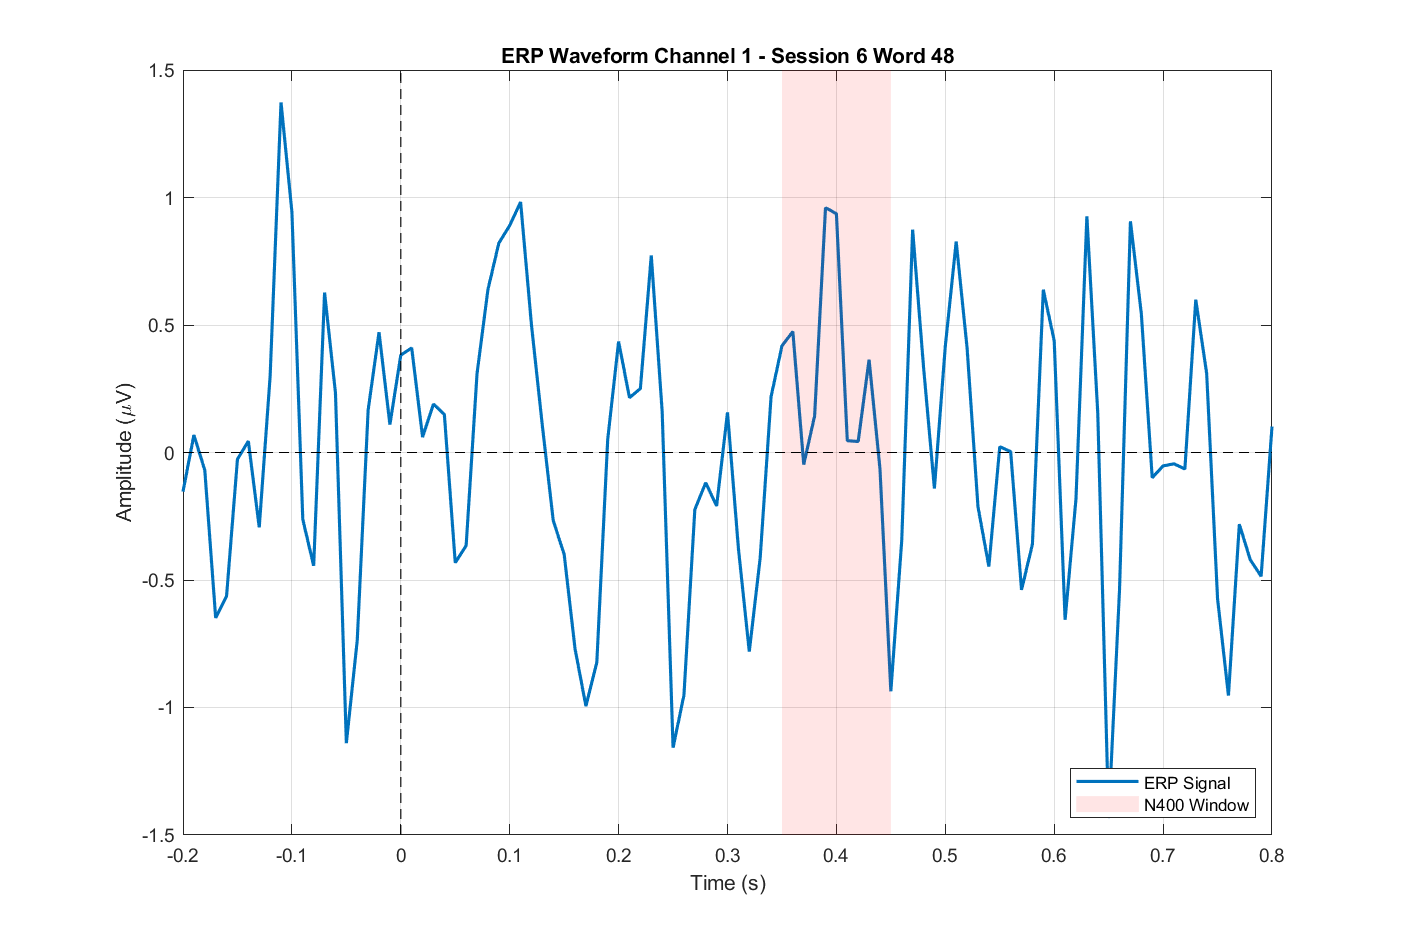 ERP Waveform Channel 1 - Session 6 Word 48
1.5
1
0.5
0
-0.5
-1
-1.5
Amplitude (μV)
-0.2 -0.1 0 0.1 0.2 0.3 0.4 0.5 0.6 0.7 0.8
Time (s)
ERP Signal
N400 Window